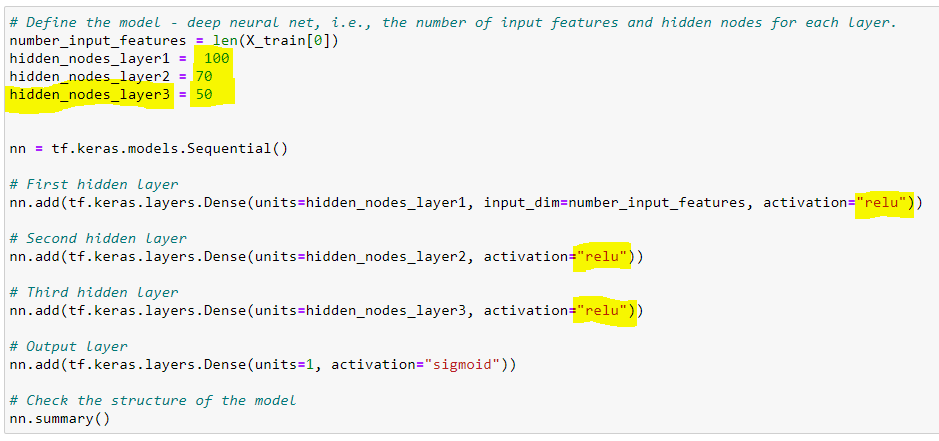 # Define the model - deep neural net, i.e., the number of input features and hidden nodes for each layer.
number_input_features = len(X_train[0])
hidden_nodes_layer1 =  100
hidden_nodes_layer2 = 70
hidden_nodes_layer3 = 50
nn = tf.keras.models.Sequential()
# First hidden layer
nn.add(tf.keras.layers.Dense(units=hidden_nodes_layer1, input_dim=number_input_features, activation="relu"))
# Second hidden layer
nn.add(tf.keras.layers.Dense(units=hidden_nodes_layer2, activation="relu"))
# Third hidden layer
nn.add(tf.keras.layers.Dense(units=hidden_nodes_layer3, activation="relu"))
# Output layer
nn.add(tf.keras.layers.Dense(units=1, activation="sigmoid"))
# Check the structure of the model
nn.summary()